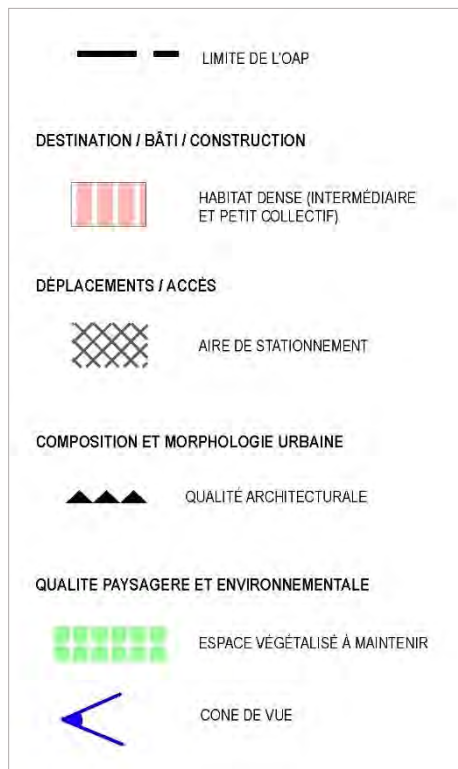 LIMITE DE L'OAP
DESTINATION / BÂTI / CONSTRUCTION
HABITAT DENSE (INTERMÉDIAIRE
ET PETIT COLLECTIF)
DÉPLACEMENTS / ACCÈS
AIRE DE STATIONNEMENT
COMPOSITION ET MORPHOLOGIE URBAINE
QUALITÉ ARCHITECTURALE
QUALITE PAYSAGERE ET ENVIRONNEMENTALE
ESPACE VÉGÉTALISÉ À MAINTENIR
CONE DE VUE